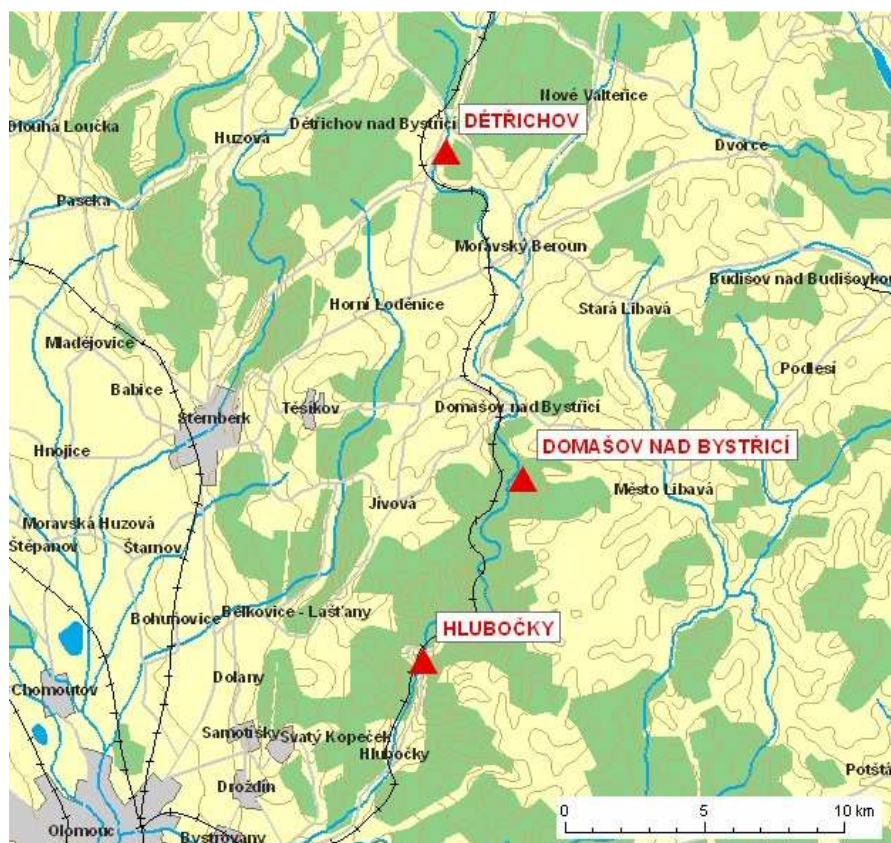 Nové Valteřice
Dětřichov nad Bystřicí
DĚTŘICHOV
Dlouhá Loučka
Huzová
Dvorce
Paseka
Moravský Beroun
Budišov nad Budišovkou
Horní Loděnice
Stará Libavá
Mladějovice
Podlesí
Babice
Těšíkov
Domašov nad Bystřicí
Šternberk
DOMAŠOV NAD BYSTŘICÍ
Hnojice
Město Libavá
Jívová
Moravská Huzová
Štěpánov
Štarnov
Bohuňovice
Bělkovice - Lašťany
HLUBOČKY
Dolany
Chomoutov
Samotišky
Svatý Kopeček
Hlubočky
Potštá
Droždín
0 5 10 km
Olomouc
Bystrovany